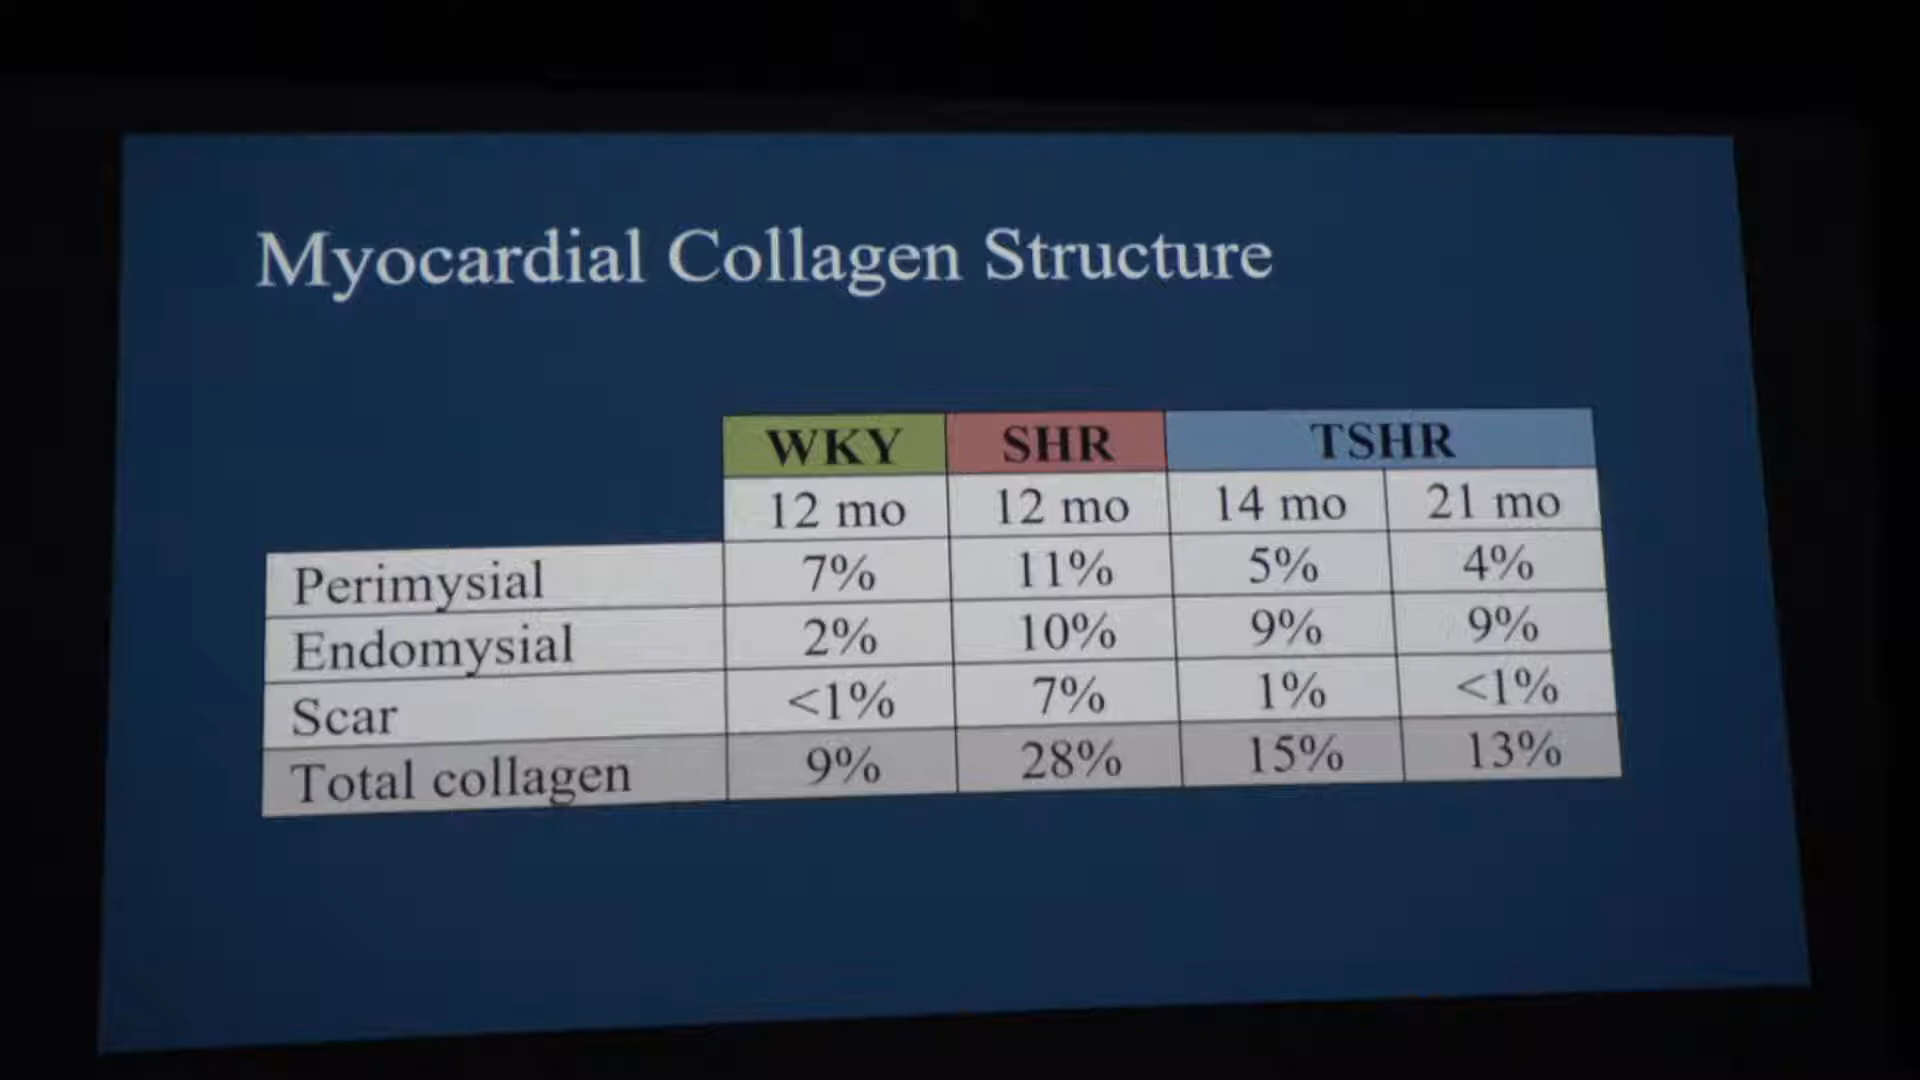 Myocardial Collagen Structure
WKY SHR TSHR
12 mo 12 mo 14 mo 21 mo
Perimysial 7% 11% 5% 4%
Endomysial 2% 10% 9% 9%
Scar <1% 7% 1% <1%
Total collagen 9% 28% 15% 13%